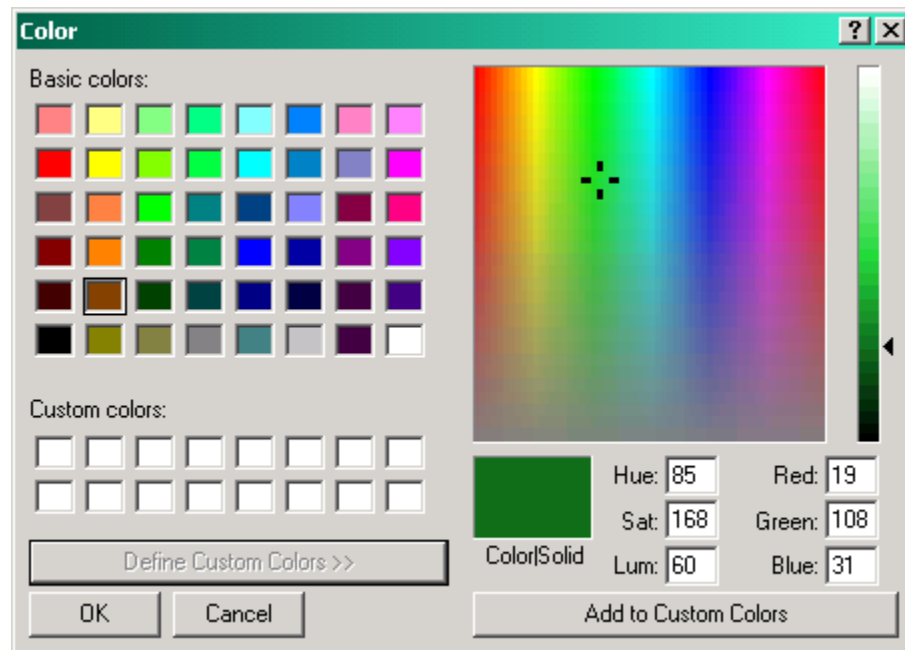 Color
Basic colors:
Custom colors:
Define Custom Colors >>
OK Cancel
Color|Solid
Hue: 85 Red: 19
Sat: 168 Green: 108
Lum: 60 Blue: 31
Add to Custom Colors